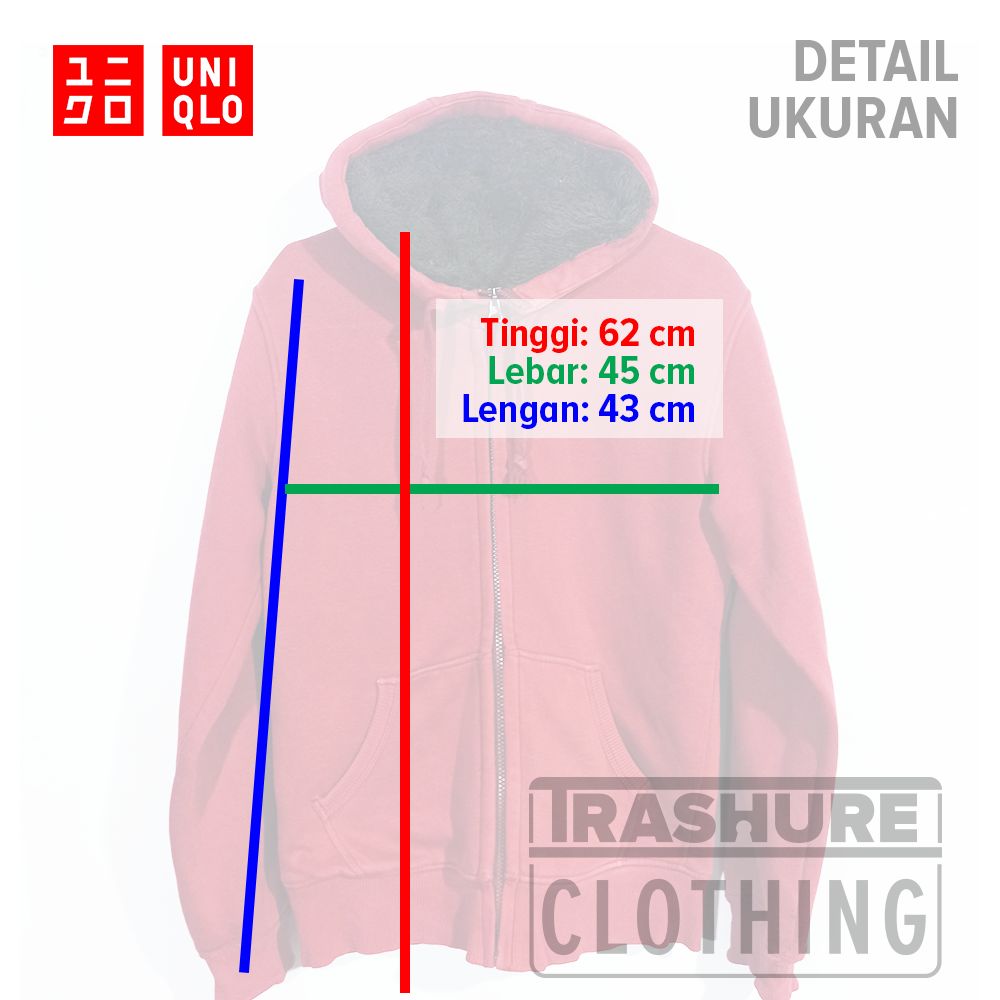 ユニ
クロ
UNI
QLO
DETAIL
UKURAN
Tinggi: 62 cm
Lebar: 45 cm
Lengan: 43 cm
TRASHURE
CLOTHING